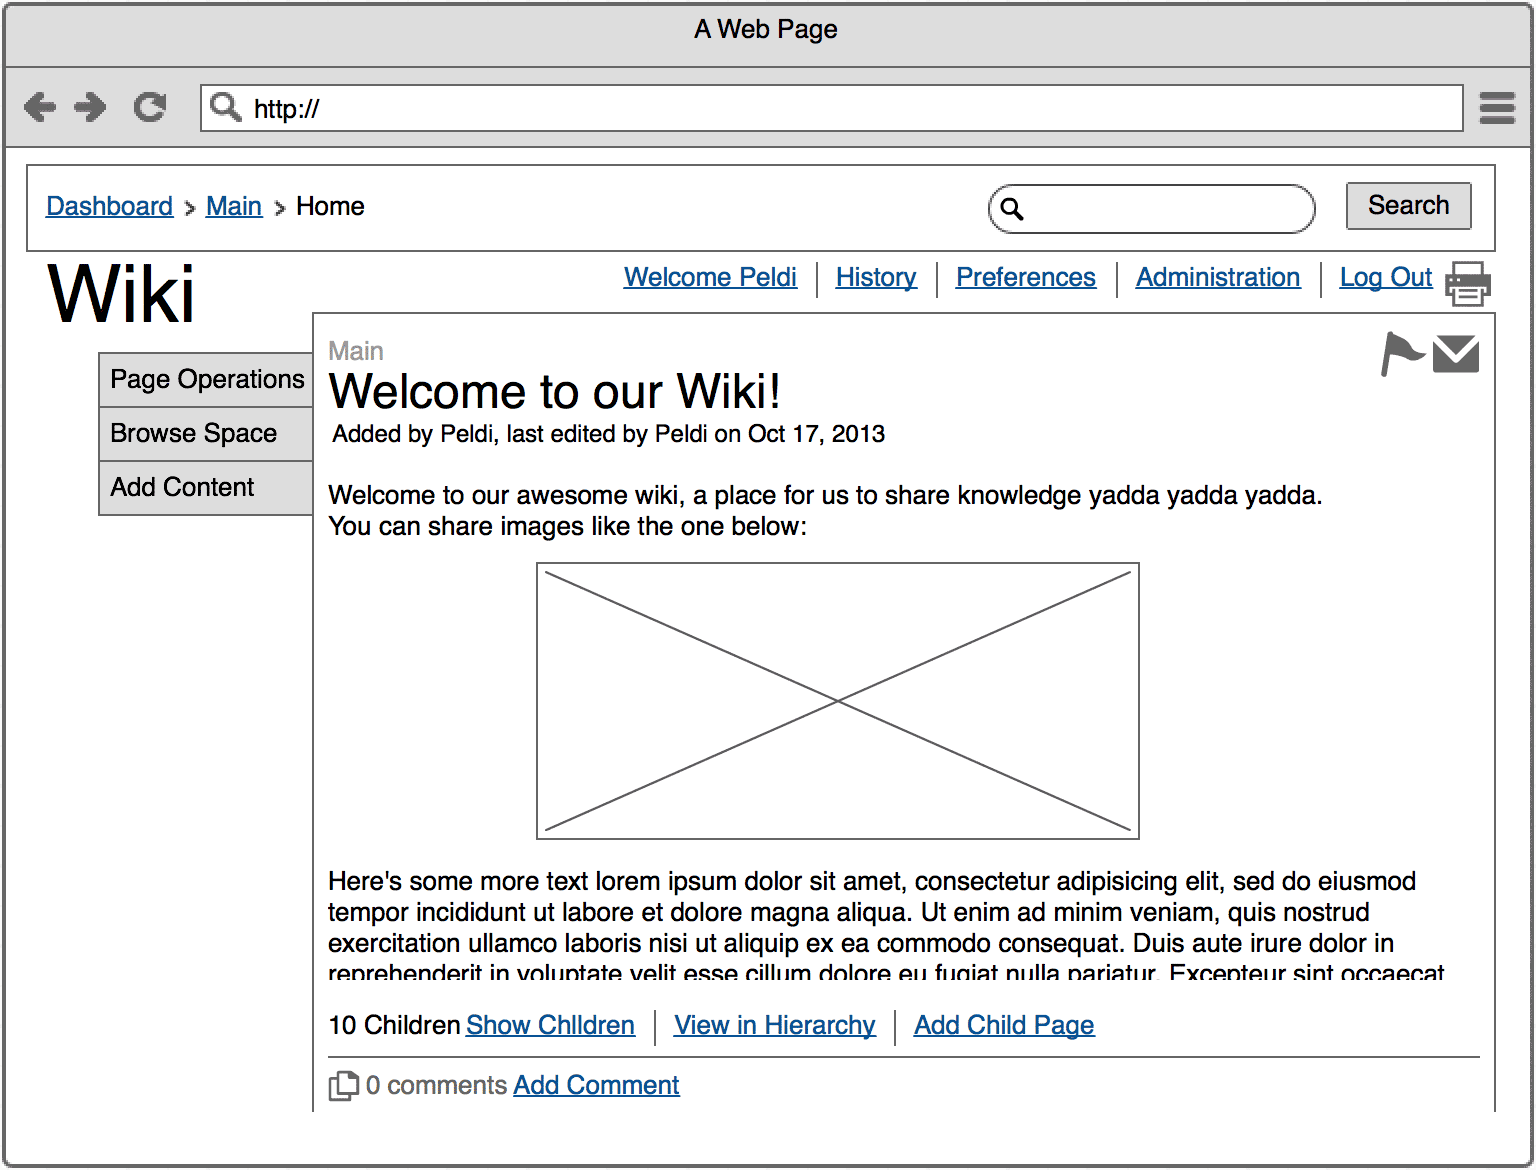 A Web Page
http://
Dashboard > Main > Home
Search
Wiki
Welcome Peldi | History | Preferences | Administration | Log Out
Page Operations
Browse Space
Add Content
Main
Welcome to our Wiki!
Added by Peldi, last edited by Peldi on Oct 17, 2013
Welcome to our awesome wiki, a place for us to share knowledge yadda yadda yadda.
You can share images like the one below:
Here's some more text lorem ipsum dolor sit amet, consectetur adipisicing elit, sed do eiusmod
tempor incididunt ut labore et dolore magna aliqua. Ut enim ad minim veniam, quis nostrud
exercitation ullamco laboris nisi ut aliquip ex ea commodo consequat. Duis aute irure dolor in
reprehenderit in voluptate velit esse cillum dolore eu fugiat nulla pariatur. Excepteur sint occaecat
10 Children Show Chlldren | View in Hierarchy | Add Child Page
0 comments Add Comment